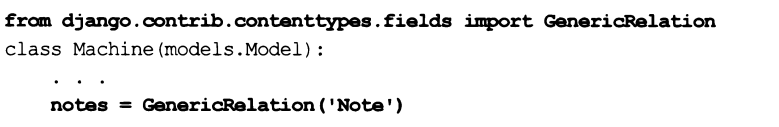 from django.contrib.contenttypes.fields import GenericRelation
class Machine(models.Model):
    . . .
    notes = GenericRelation('Note')